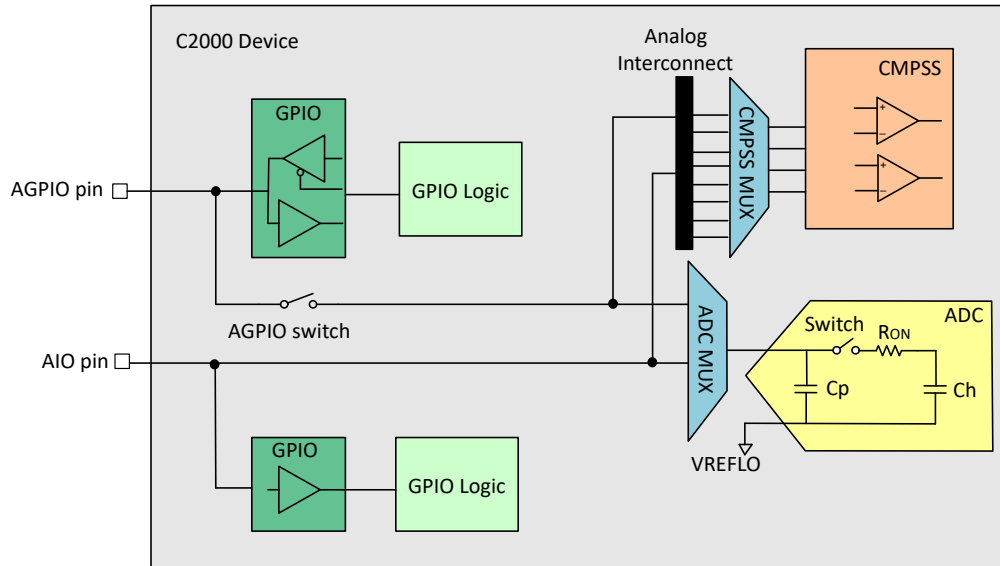 C2000 Device
Analog
Interconnect
CMPSS
GPIO
+
−
+
−
CMPSS MUX
GPIO Logic
AGPIO pin
AGPIO switch
ADC MUX
ADC
Switch
RON
AIO pin
Cp
Ch
VREFLO
GPIO
GPIO Logic